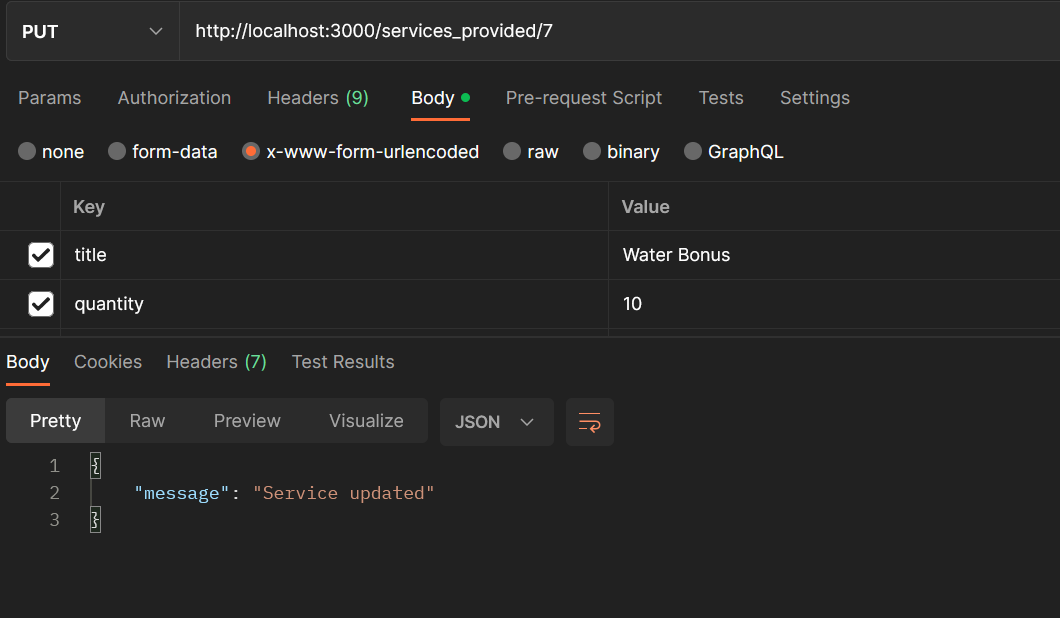 PUT http://localhost:3000/services_provided/7
Params Authorization Headers (9) Body Pre-request Script Tests Settings
none form-data x-www-form-urlencoded raw binary GraphQL
Key Value
title Water Bonus
quantity 10
Body Cookies Headers (7) Test Results
Pretty Raw Preview Visualize JSON
1 {
2 "message": "Service updated"
3 }